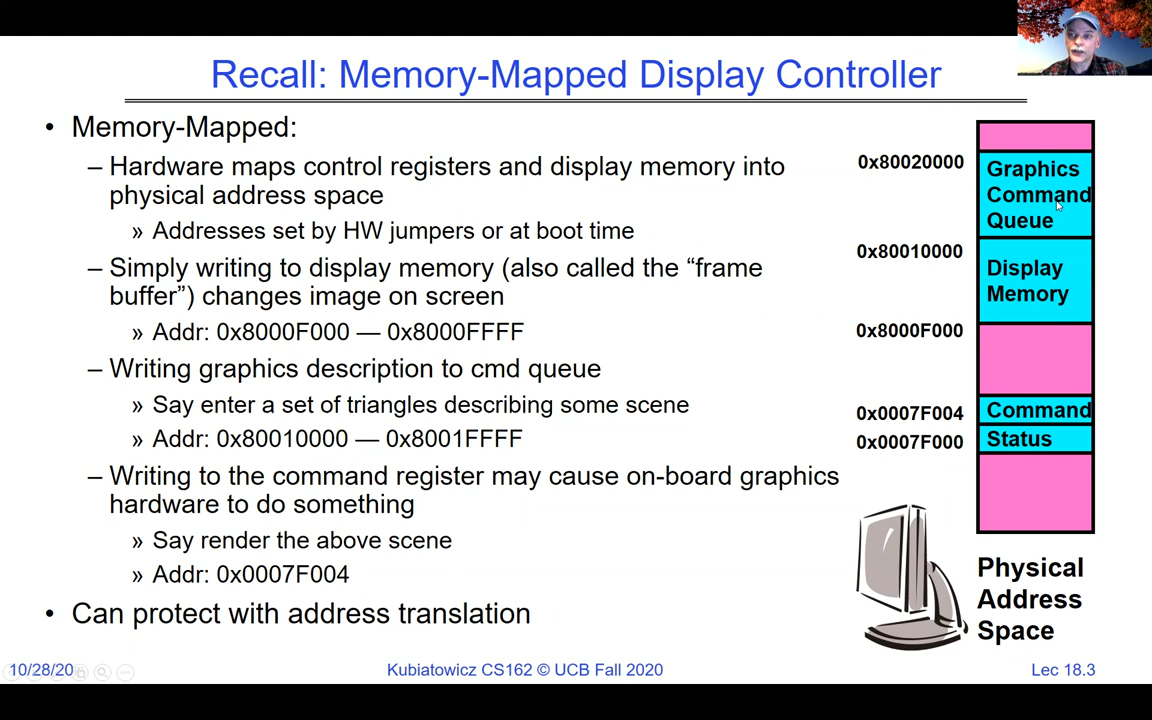 Recall: Memory-Mapped Display Controller
• Memory-Mapped:
– Hardware maps control registers and display memory into
physical address space
» Addresses set by HW jumpers or at boot time
– Simply writing to display memory (also called the “frame
buffer”) changes image on screen
» Addr: 0x8000F000 — 0x8000FFFF
– Writing graphics description to cmd queue
» Say enter a set of triangles describing some scene
» Addr: 0x80010000 — 0x8001FFFF
– Writing to the command register may cause on-board graphics
hardware to do something
» Say render the above scene
» Addr: 0x0007F004
• Can protect with address translation
0x80020000
Graphics
Command
Queue
0x80010000
Display
Memory
0x8000F000
0x0007F004
Command
0x0007F000
Status
Physical
Address
Space
10/28/20
Kubiatowicz CS162 © UCB Fall 2020
Lec 18.3